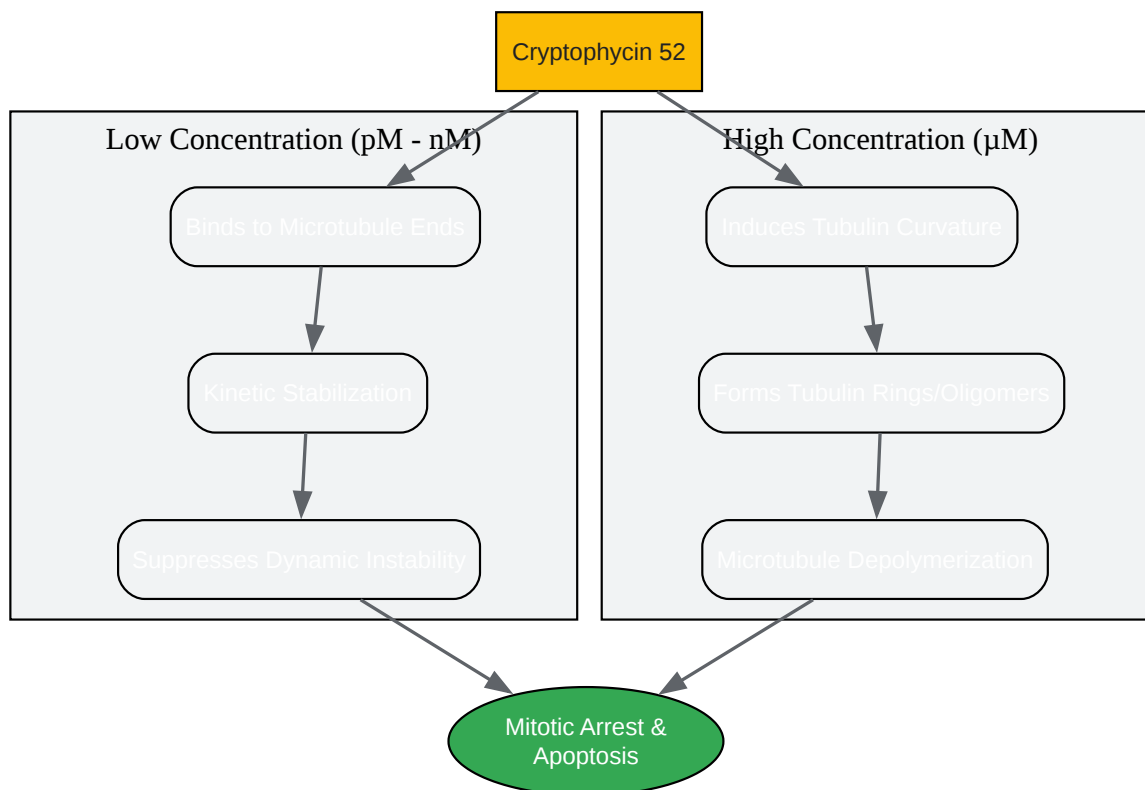 Cryptophycin 52
Low Concentration (pM - nM)
Binds to Microtubule Ends
Kinetic Stabilization
Suppresses Dynamic Instability
High Concentration (µM)
Induces Tubulin Curvature
Forms Tubulin Rings/Oligomers
Microtubule Depolymerization
Mitotic Arrest &
Apoptosis